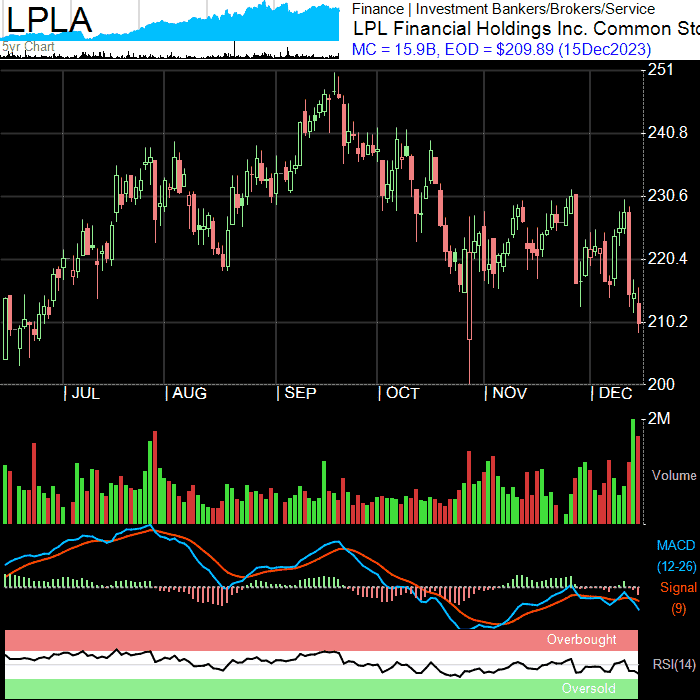 LPLA
5yr Chart
Finance | Investment Bankers/Brokers/Service
LPL Financial Holdings Inc. Common Sto
MC = 15.9B, EOD = $209.89 (15Dec2023)
251
240.8
230.6
220.4
210.2
200
| JUL | AUG | SEP | OCT | NOV | DEC
2M
Volume
MACD
(12-26)
Signal
(9)
Overbought
RSI(14)
Oversold